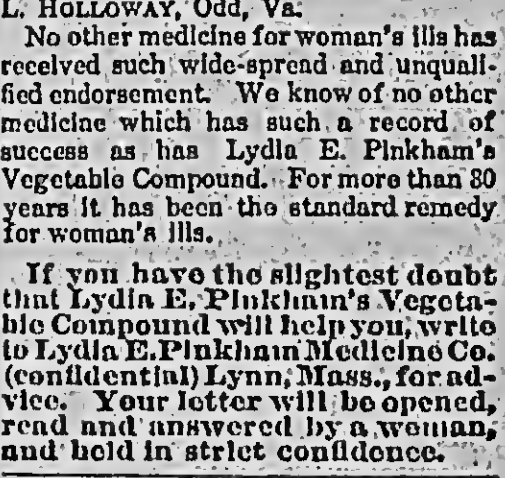 L. HOLLOWAY, Odd, Va.
No other medicine for woman's ills has
received such wide-spread and unquali-
fied endorsement. We know of no other
medicine which has such a record of
success as has Lydia E. Pinkham's
Vegetable Compound. For more than 30
years it has been the standard remedy
for woman's ills.
If you have the slightest doubt
that Lydia E. Pinkham's Vegeta-
ble Compound will help you, write
to Lydia E.Pinkham Medicine Co.
(confidential) Lynn, Mass., for ad-
vice. Your letter will be opened,
read and answered by a woman,
and held in strict confidence.